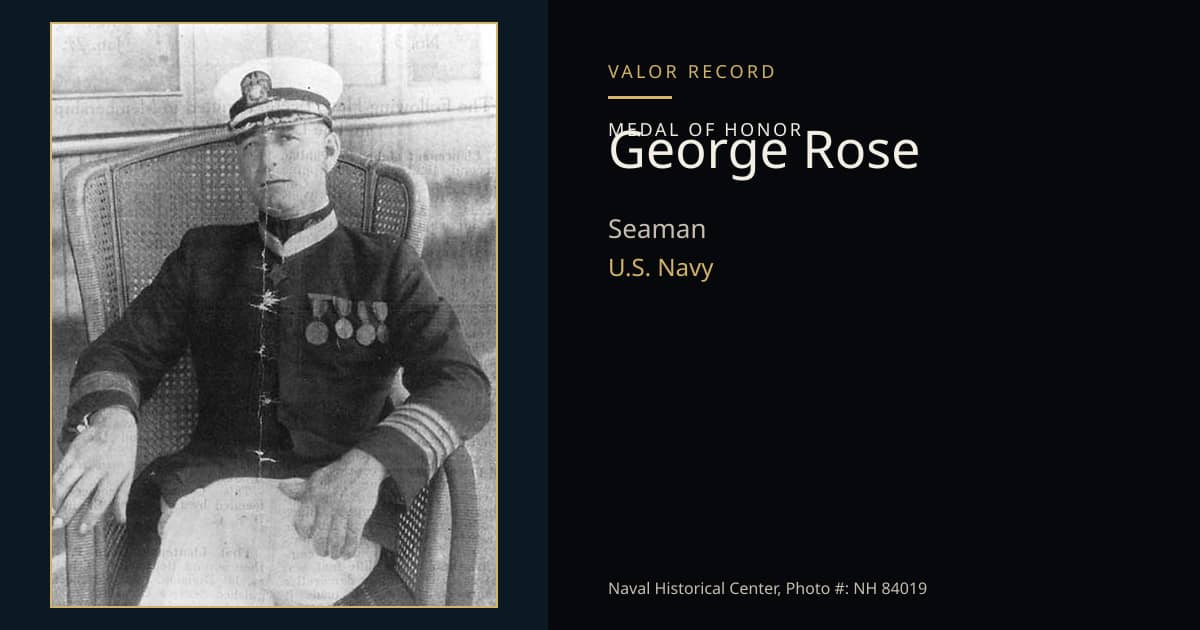 VALOR RECORD
MEDAL OF HONOR
George Rose
Seaman
U.S. Navy
Naval Historical Center, Photo #: NH 84019